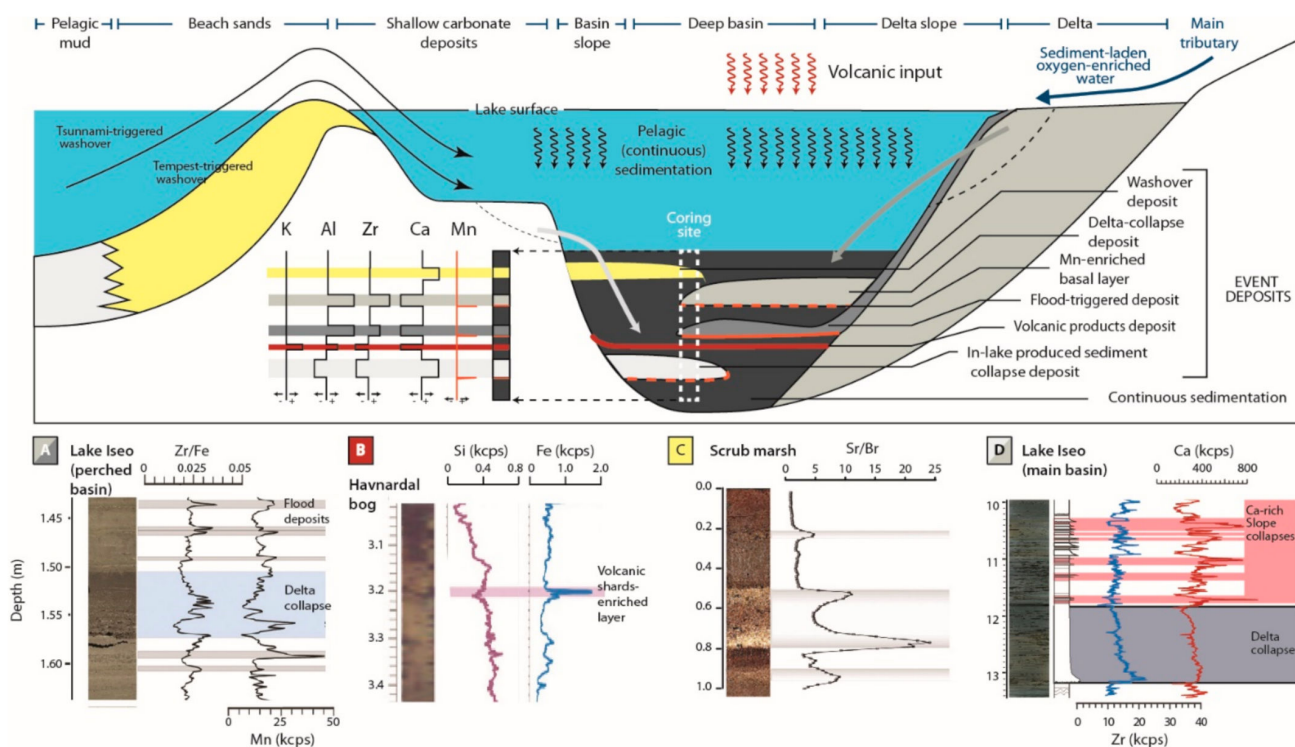 Pelagic mud
Beach sands
Shallow carbonate deposits
Basin slope
Deep basin
Delta slope
Delta
Main tributary
Sediment-laden oxygen-enriched water
Volcanic input
Lake surface
Tsunami-triggered washover
Tempest-triggered washover
Pelagic (continuous) sedimentation
Coring site
K Al Zr Ca Mn
- + - + - + - + - +
Washover deposit
Delta-collapse deposit
Mn-enriched basal layer
Flood-triggered deposit
Volcanic products deposit
In-lake produced sediment collapse deposit
Continuous sedimentation
EVENT DEPOSITS
A Lake Iseo (perched basin)
Zr/Fe
0 0.025 0.05
Depth (m)
1.45
1.50
1.55
1.60
Flood deposits
Delta collapse
0 25 50
Mn (kcps)
B Havnardal bog
Si (kcps)
0 0.4 0.8
Fe (kcps)
0 1.0 2.0
3.1
3.2
3.3
3.4
Volcanic shards-enriched layer
C Scrub marsh
Sr/Br
0 5 10 15 20 25
0.0
0.2
0.4
0.6
0.8
1.0
D Lake Iseo (main basin)
Ca (kcps)
0 400 800
10
11
12
13
Ca-rich Slope collapses
Delta collapse
0 10 20 30 40
Zr (kcps)